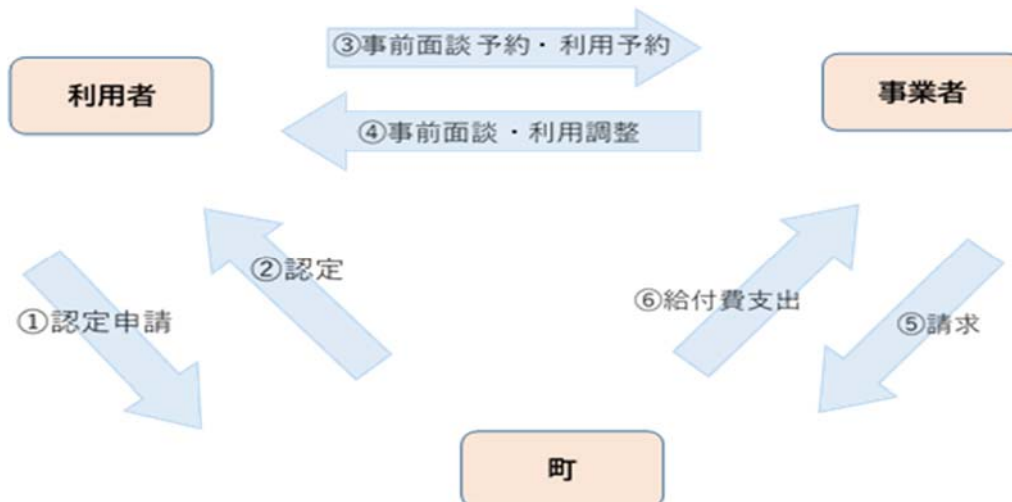 ③事前面談予約・利用予約
利用者
事業者
④事前面談・利用調整
②認定
①認定申請
⑥給付費支出
⑤請求
町